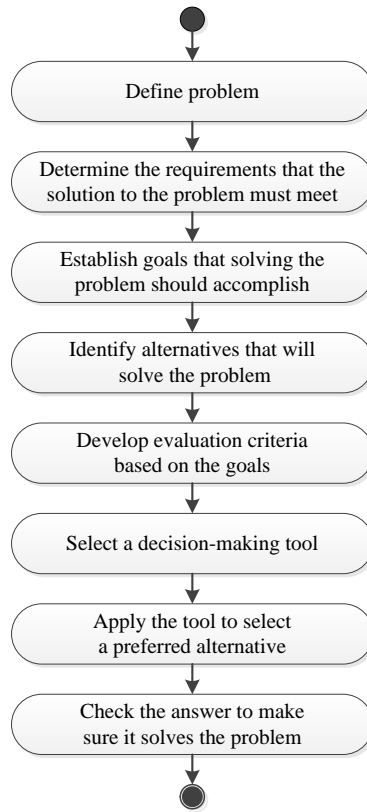 Define problem
Determine the requirements that the
solution to the problem must meet
Establish goals that solving the
problem should accomplish
Identify alternatives that will
solve the problem
Develop evaluation criteria
based on the goals
Select a decision-making tool
Apply the tool to select
a preferred alternative
Check the answer to make
sure it solves the problem